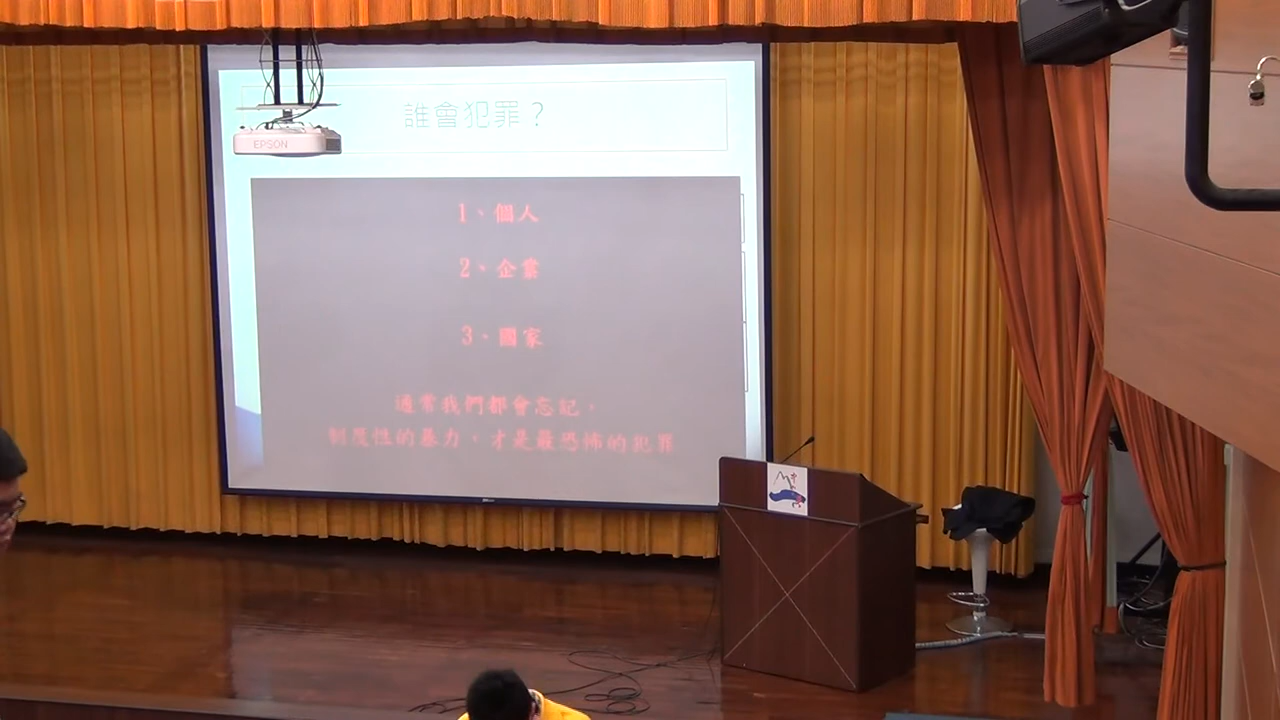 誰會犯罪？
EPSON
1、個人
2、企業
3、國家
通常我們都會忘記，
制度性的暴力，才是最恐怖的犯罪